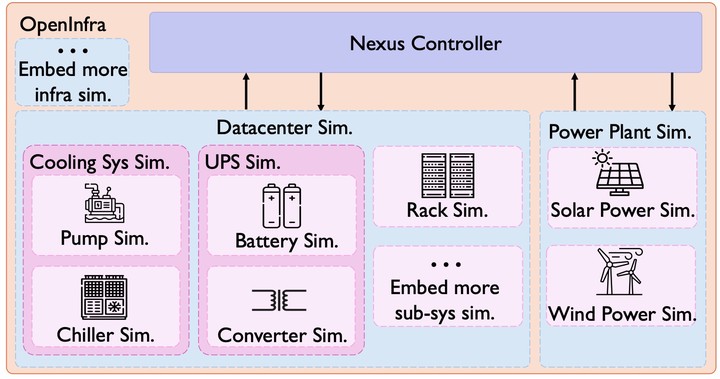 OpenInfra
• • •
Embed more
infra sim.
Nexus Controller
Datacenter Sim.
Cooling Sys Sim.
Pump Sim.
Chiller Sim.
UPS Sim.
Battery Sim.
Converter Sim.
Rack Sim.
• • •
Embed more
sub-sys sim.
Power Plant Sim.
Solar Power Sim.
Wind Power Sim.